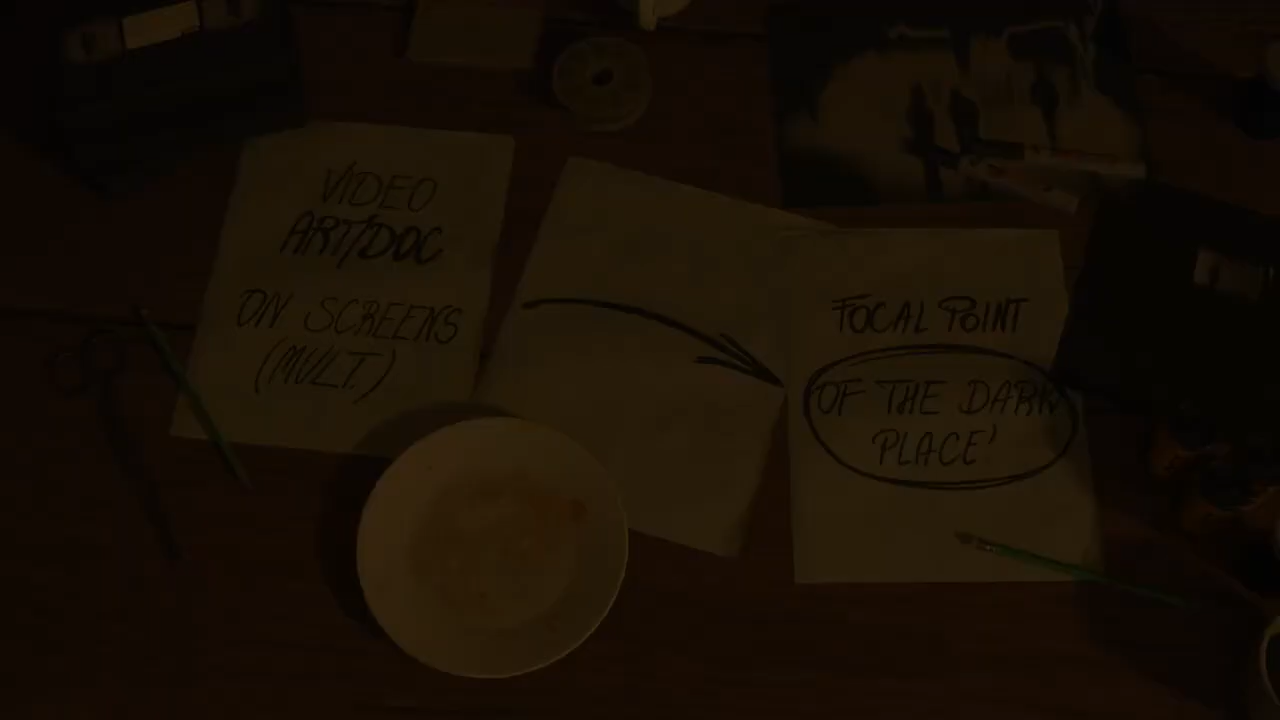 VIDEO
ART/DOC
ON SCREENS
(MULT.)
FOCAL POINT
OF THE DARK
PLACE'